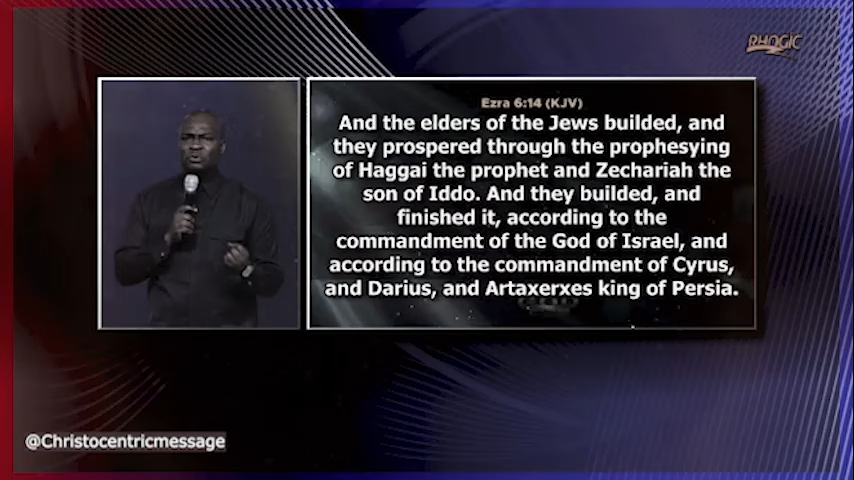 RHOGIC
Ezra 6:14 (KJV)
And the elders of the Jews builded, and
they prospered through the prophesying
of Haggai the prophet and Zechariah the
son of Iddo. And they builded, and
finished it, according to the
commandment of the God of Israel, and
according to the commandment of Cyrus,
and Darius, and Artaxerxes king of Persia.
@Christocentricmessage